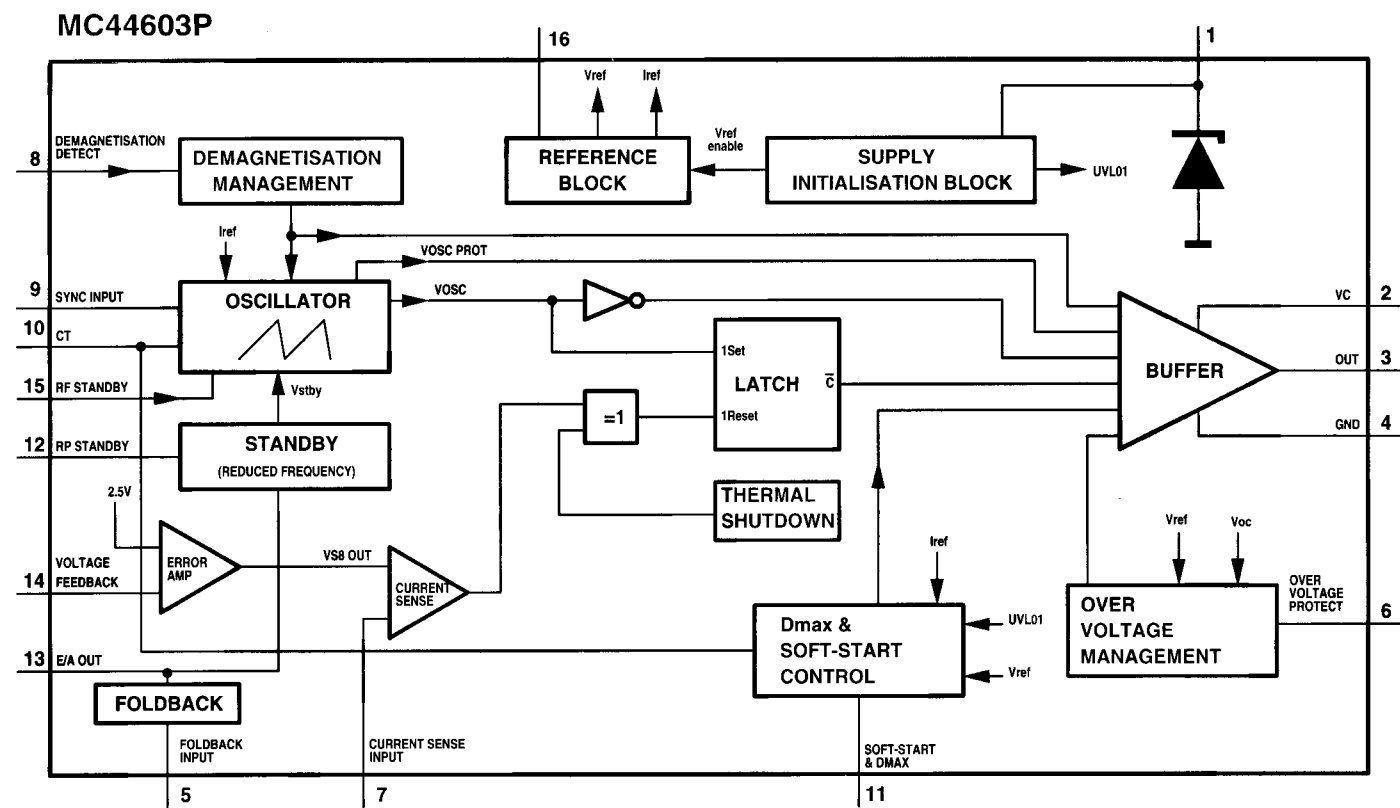 MC44603P
16
1
Vref
Iref
8
DEMAGNETISATION
DETECT
DEMAGNETISATION
MANAGEMENT
REFERENCE
BLOCK
Vref
enable
SUPPLY
INITIALISATION BLOCK
UVL01
Iref
VOSC PROT
9
SYNC INPUT
OSCILLATOR
VOSC
VC
2
10
CT
1Set
LATCH
C̅
1Reset
BUFFER
OUT
3
15
RF STANDBY
Vstby
=1
GND
4
12
RP STANDBY
STANDBY
(REDUCED FREQUENCY)
2.5V
THERMAL
SHUTDOWN
Vref
Voc
Iref
VOLTAGE
14
FEEDBACK
ERROR
AMP
VS8 OUT
CURRENT
SENSE
OVER
VOLTAGE
PROTECT
6
OVER
VOLTAGE
MANAGEMENT
Dmax &
SOFT-START
CONTROL
UVL01
Vref
13
E/A OUT
FOLDBACK
FOLDBACK
INPUT
CURRENT SENSE
INPUT
SOFT-START
& DMAX
5
7
11